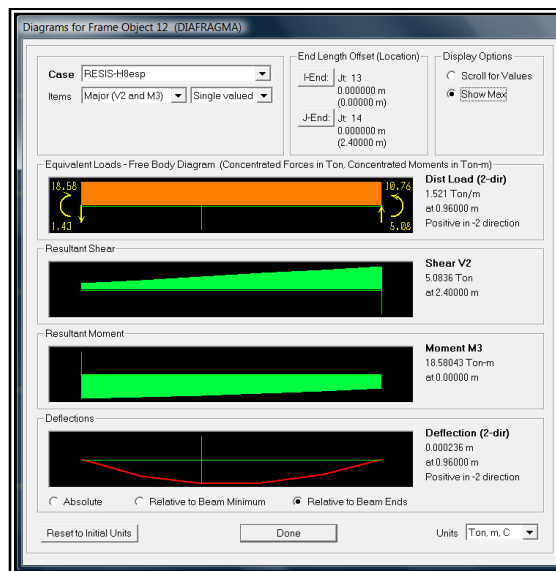 Diagrams for Frame Object 12 (DIAFRAGMA)
Case RESIS-H8esp
Items Major (V2 and M3) Single valued
End Length Offset (Location)
I-End: Jt: 13
0.000000 m
(0.00000 m)
J-End: Jt: 14
0.000000 m
(2.40000 m)
Display Options
Scroll for Values
Show Max
Equivalent Loads - Free Body Diagram (Concentrated Forces in Ton, Concentrated Moments in Ton-m)
18.58 10.76
1.43 5.08
Dist Load (2-dir)
1.521 Ton/m
at 0.96000 m
Positive in -2 direction
Resultant Shear
Shear V2
5.0836 Ton
at 2.40000 m
Resultant Moment
Moment M3
18.58043 Ton-m
at 0.00000 m
Deflections
Deflection (2-dir)
0.000236 m
at 0.96000 m
Positive in -2 direction
Absolute Relative to Beam Minimum Relative to Beam Ends
Reset to Initial Units Done Units Ton, m, C